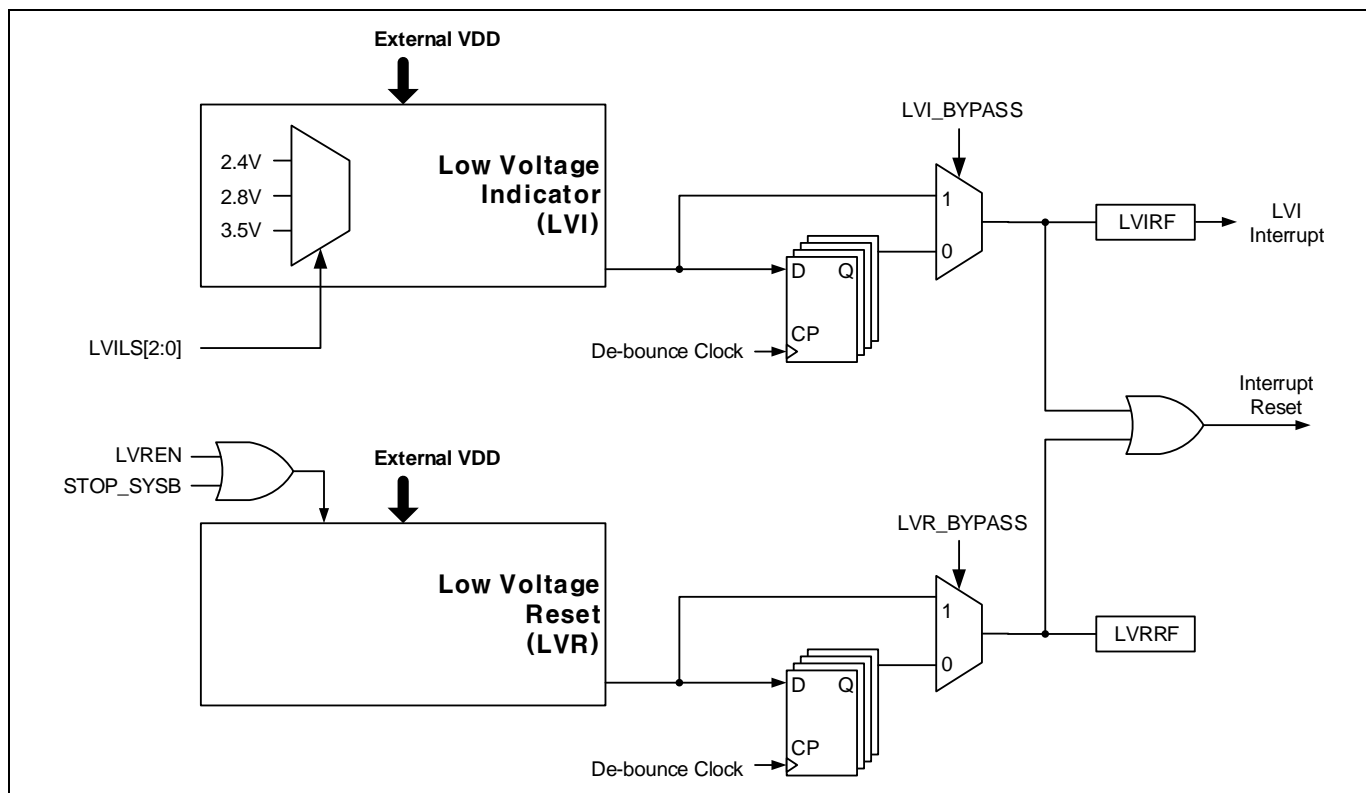 External VDD
LVI_BYPASS
2.4V
2.8V
3.5V
Low Voltage
Indicator
(LVI)
1
0
LVIRF
LVI
Interrupt
D Q
CP
LVILS[2:0]
De-bounce Clock
Interrupt
Reset
LVREN
STOP_SYSB
External VDD
LVR_BYPASS
Low Voltage
Reset
(LVR)
1
0
LVRRF
D Q
CP
De-bounce Clock